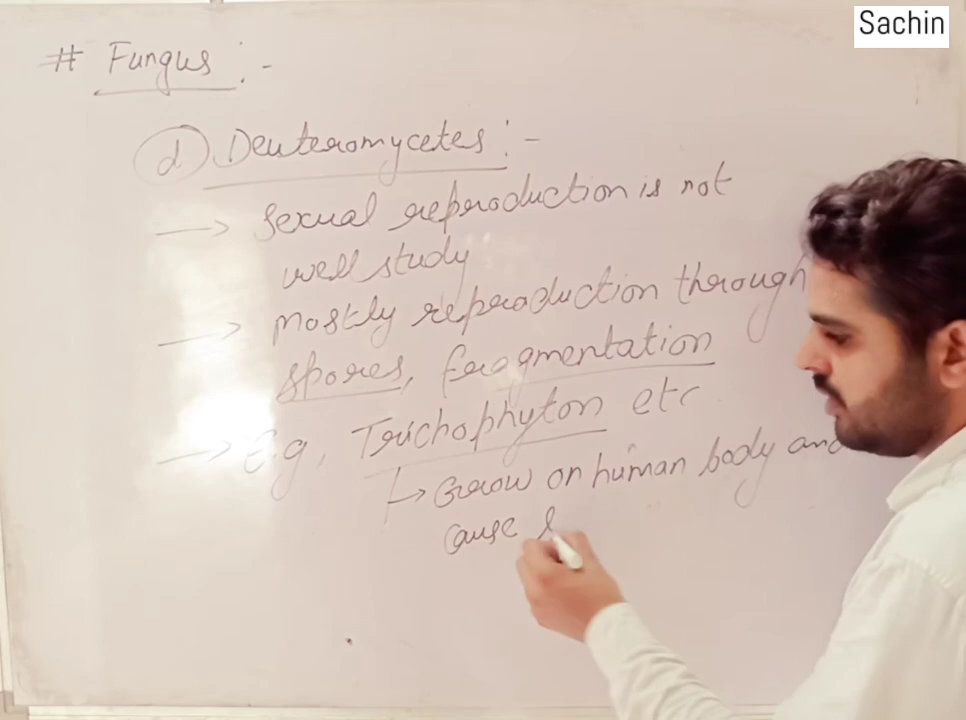 Sachin
# Fungus :-
d) Deuteromycetes :-
→ Sexual reproduction is not
well study
→ mostly reproduction through
spores, fragmentation
→ E.g, Trichophyton etc
↳ Grow on human body and
cause